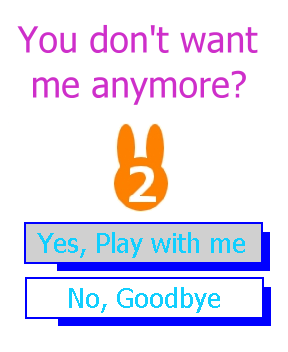 You don't want
me anymore?
2
Yes, Play with me
No, Goodbye